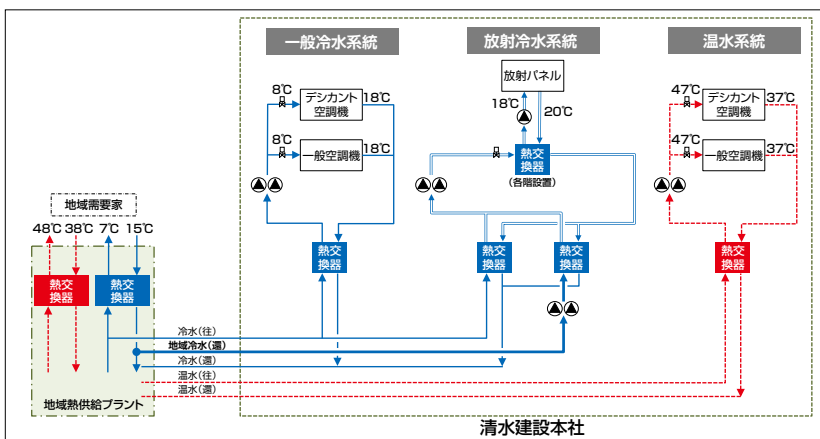 一般冷水系統
放射冷水系統
温水系統
8℃
デシカント
空調機
18℃
8℃
一般空調機
18℃
放射パネル
18℃
20℃
熱交
換器
(各階設置)
47℃
デシカント
空調機
37℃
47℃
一般空調機
37℃
地域需要家
48℃
38℃
7℃
15℃
熱交
換器
熱交
換器
熱交
換器
熱交
換器
熱交
換器
熱交
換器
冷水(往)
地域冷水(還)
冷水(還)
温水(往)
温水(還)
地域熱供給プラント
清水建設本社